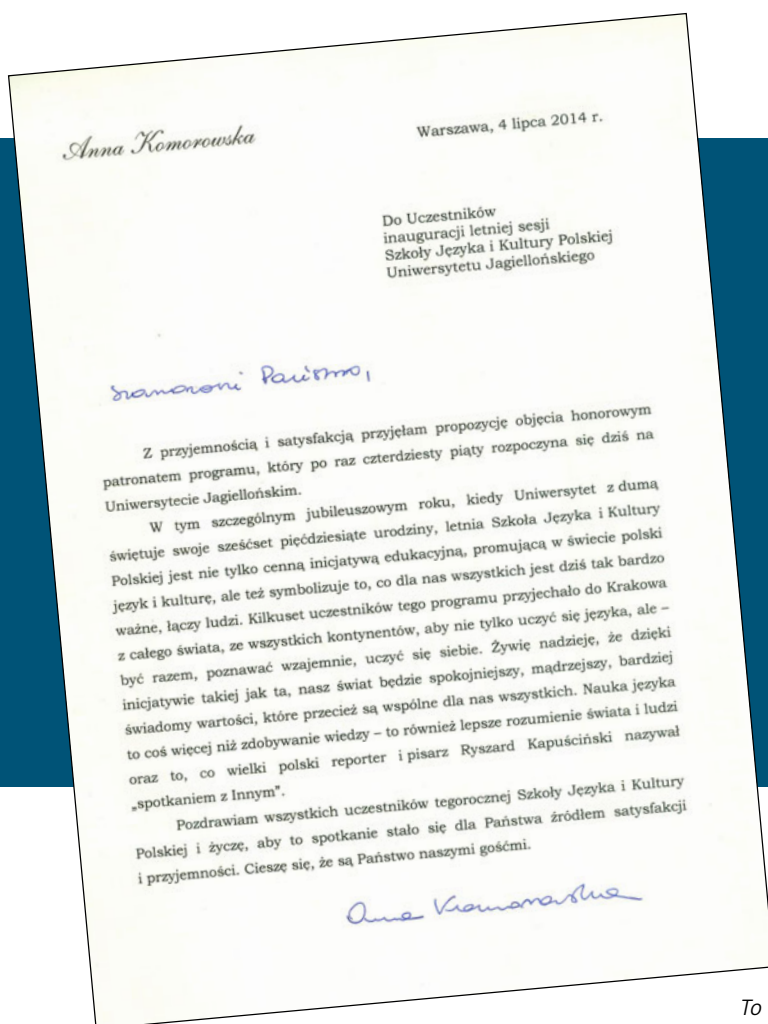 Anna Komorowska
Warszawa, 4 lipca 2014 r.
Do Uczestników
inauguracji letniej sesji
Szkoły Języka i Kultury Polskiej
Uniwersytetu Jagiellońskiego
Szanowni Państwo,
Z przyjemnością i satysfakcją przyjęłam propozycję objęcia honorowym
patronatem programu, który po raz czterdziesty piąty rozpoczyna się dziś na
Uniwersytecie Jagiellońskim.
W tym szczególnym jubileuszowym roku, kiedy Uniwersytet z dumą
świętuje swoje sześćset pięćdziesiąte urodziny, letnia Szkoła Języka i Kultury
Polskiej jest nie tylko cenną inicjatywą edukacyjną, promującą w świecie polski
język i kulturę, ale też symbolizuje to, co dla nas wszystkich jest dziś tak bardzo
ważne, łączy ludzi. Kilkuset uczestników tego programu przyjechało do Krakowa
z całego świata, ze wszystkich kontynentów, aby nie tylko uczyć się języka, ale –
być razem, poznawać wzajemnie, uczyć się siebie. Żywię nadzieję, że dzięki
inicjatywie takiej jak ta, nasz świat będzie spokojniejszy, mądrzejszy, bardziej
świadomy wartości, które przecież są wspólne dla nas wszystkich. Nauka języka
to coś więcej niż zdobywanie wiedzy – to również lepsze rozumienie świata i ludzi
oraz to, co wielki polski reporter i pisarz Ryszard Kapuściński nazywał
„spotkaniem z Innym".
Pozdrawiam wszystkich uczestników tegorocznej Szkoły Języka i Kultury
Polskiej i życzę, aby to spotkanie stało się dla Państwa źródłem satysfakcji
i przyjemności. Cieszę się, że są Państwo naszymi gośćmi.
Anna Komorowska
To